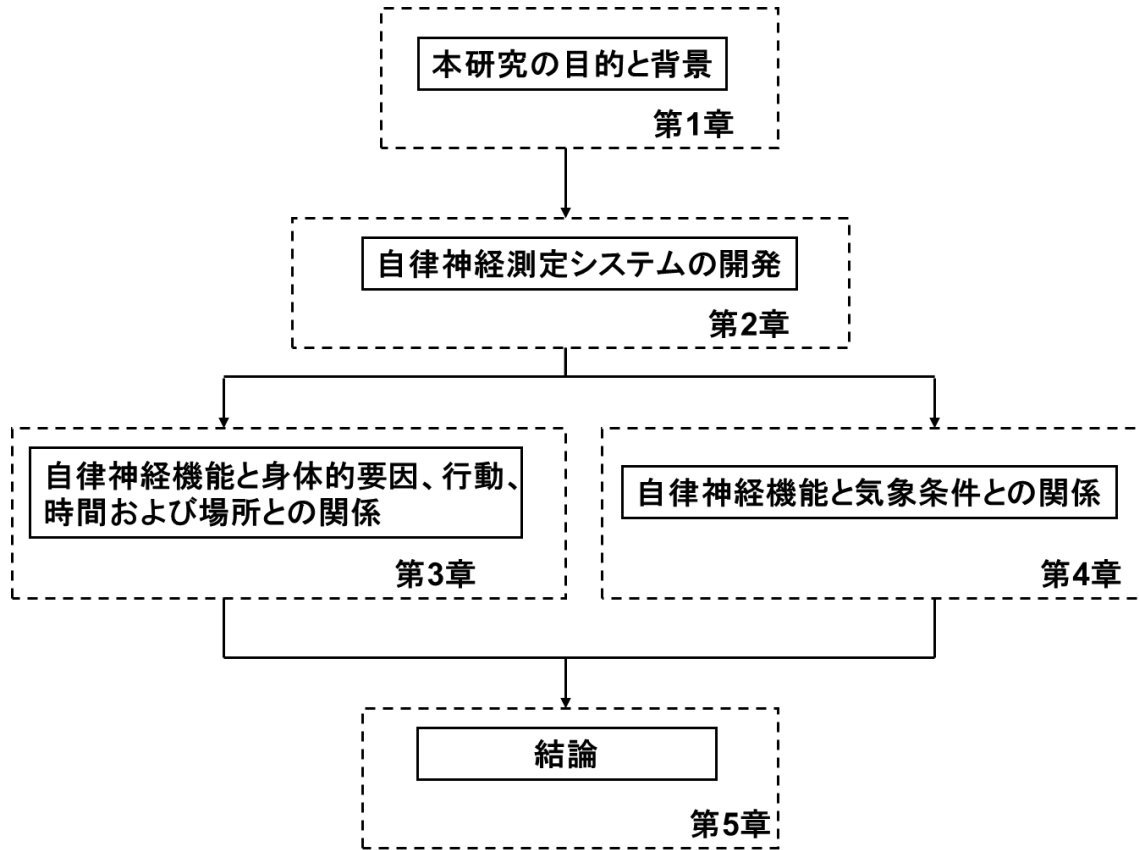 本研究の目的と背景
第1章
自律神経測定システムの開発
第2章
自律神経機能と身体的要因、行動、
時間および場所との関係
第3章
自律神経機能と気象条件との関係
第4章
結論
第5章